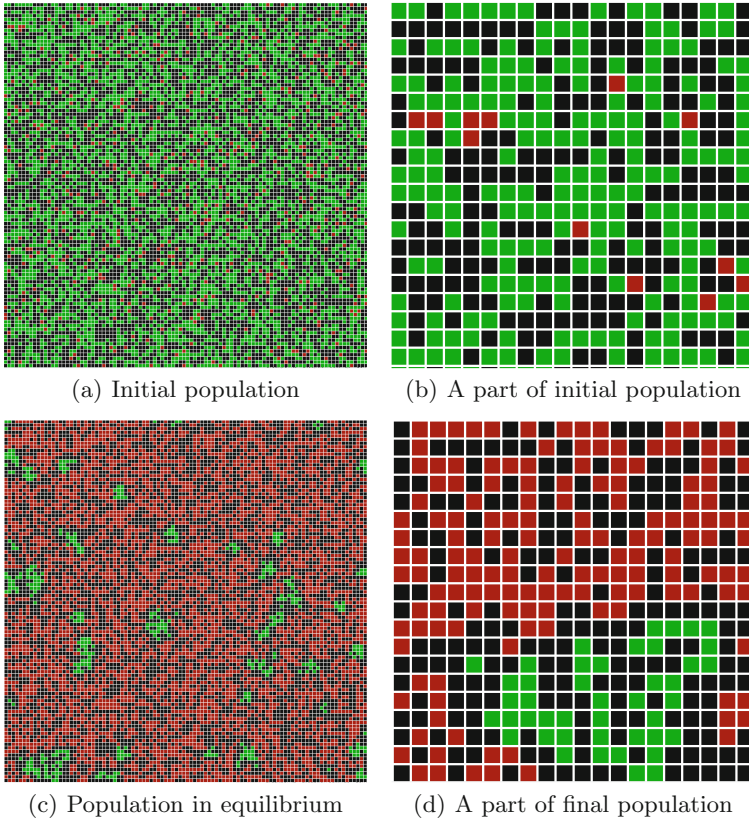 (a) Initial population
(b) A part of initial population
(c) Population in equilibrium
(d) A part of final population